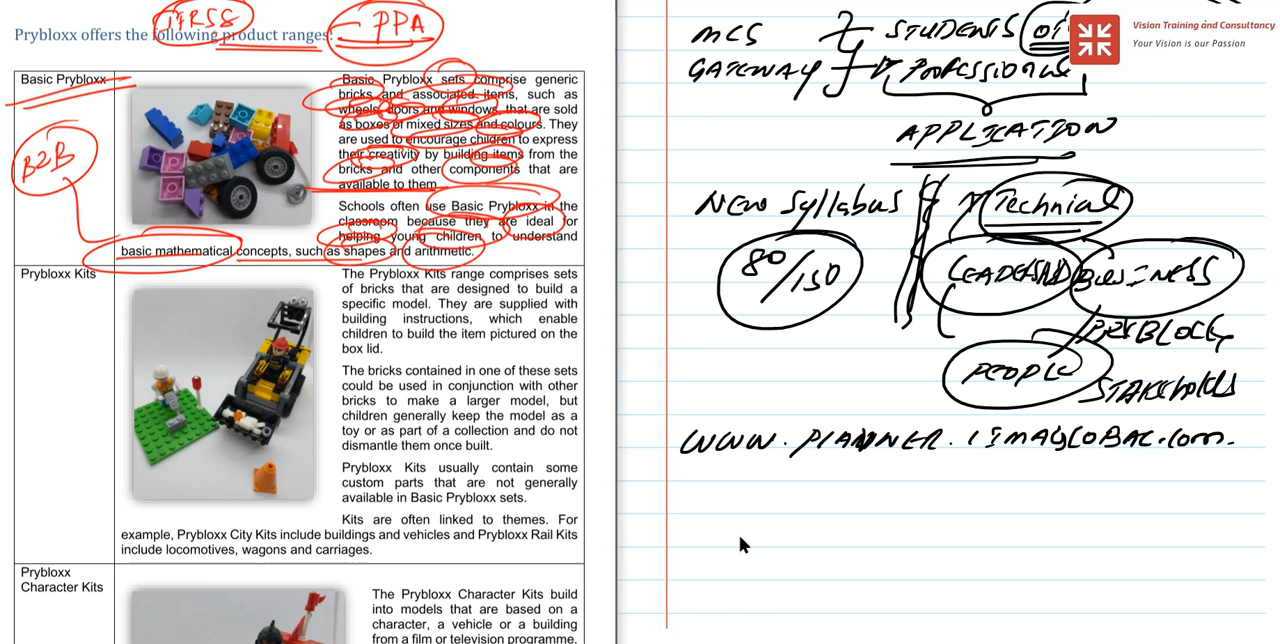 IFRSS
PPA
Prybloxx offers the following product ranges:
Basic Prybloxx
Basic Prybloxx sets comprise generic
bricks and associated items, such as
wheels, doors and windows, that are sold
as boxes of mixed sizes and colours. They
are used to encourage children to express
their creativity by building items from the
bricks and other components that are
available to them.
Schools often use Basic Prybloxx in the
classroom because they are ideal for
helping young children to understand
basic mathematical concepts, such as shapes and arithmetic.
B2B
Prybloxx Kits
The Prybloxx Kits range comprises sets
of bricks that are designed to build a
specific model. They are supplied with
building instructions, which enable
children to build the item pictured on the
box lid.
The bricks contained in one of these sets
could be used in conjunction with other
bricks to make a larger model, but
children generally keep the model as a
toy or as part of a collection and do not
dismantle them once built.
Prybloxx Kits usually contain some
custom parts that are not generally
available in Basic Prybloxx sets.
Kits are often linked to themes. For
example, Prybloxx City Kits include buildings and vehicles and Prybloxx Rail Kits
include locomotives, wagons and carriages.
Prybloxx
Character Kits
The Prybloxx Character Kits build
into models that are based on a
character, a vehicle or a building
from a film or television programme.
Vision Training and Consultancy
Your Vision is our Passion
MCS STUDENTS
GATEWAY PROFESSIONALS
APPLICATION
NEW Syllabus Technical
80/150 LEADERSHIP BUSINESS
PRYBLOCK
PEOPLE STAKEHOLDS
WWW.PLANNER.CIMAGLOBAL.COM.